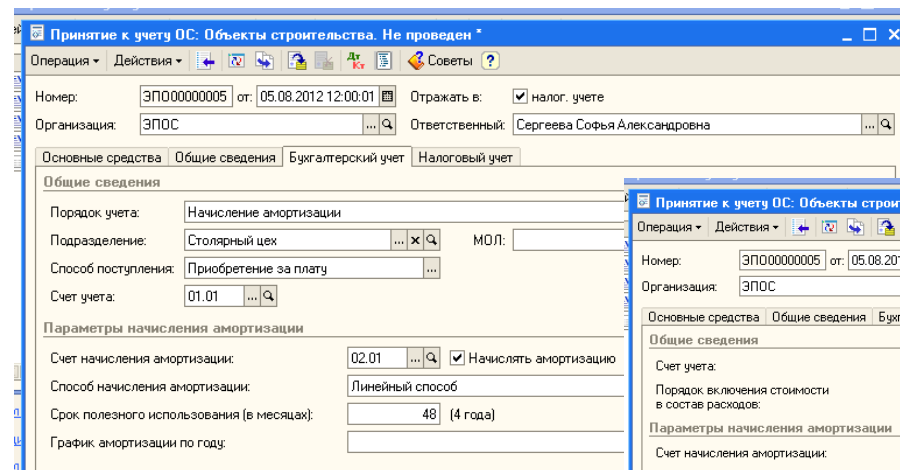 Принятие к учету ОС: Объекты строительства. Не проведен *
Операция Действия Дт Кт Советы ?
Номер: ЭПО00000005 от: 05.08.2012 12:00:01 Отражать в: налог. учете
Организация: ЭПОС ... Ответственный: Сергеева Софья Александровна ...
Основные средства Общие сведения Бухгалтерский учет Налоговый учет
Общие сведения
Порядок учета: Начисление амортизации
Подразделение: Столярный цех ... x МОЛ:
Способ поступления: Приобретение за плату ...
Счет учета: 01.01 ...
Параметры начисления амортизации
Счет начисления амортизации: 02.01 ... Начислять амортизацию
Способ начисления амортизации: Линейный способ
Срок полезного использования (в месяцах): 48 (4 года)
График амортизации по году:
Принятие к учету ОС: Объекты строит
Операция Действия
Номер: ЭПО00000005 от: 05.08.201
Организация: ЭПОС
Основные средства Общие сведения Бухг
Общие сведения
Счет учета:
Порядок включения стоимости
в состав расходов:
Параметры начисления амортизации
Счет начисления амортизации: